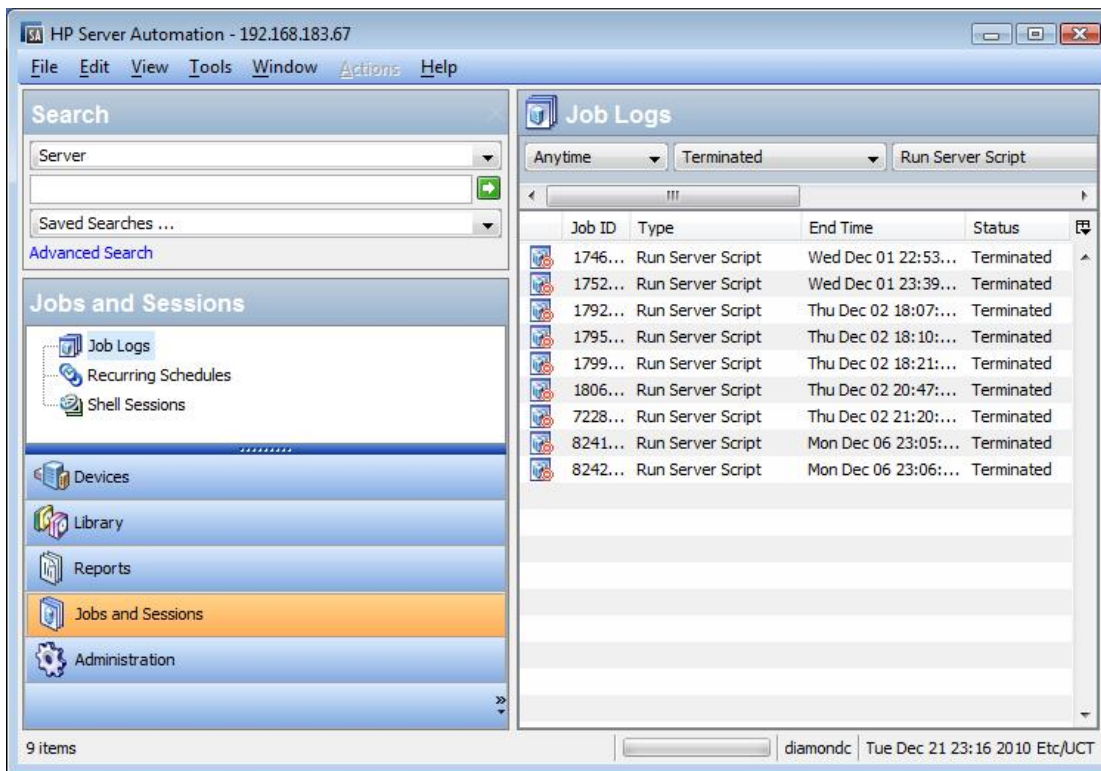 HP Server Automation - 192.168.183.67
File Edit View Tools Window Actions Help
Search
Server
Saved Searches ...
Advanced Search
Jobs and Sessions
Job Logs
Recurring Schedules
Shell Sessions
Devices
Library
Reports
Jobs and Sessions
Administration
Job Logs
Anytime Terminated Run Server Script
Job ID Type End Time Status
1746... Run Server Script Wed Dec 01 22:53... Terminated
1752... Run Server Script Wed Dec 01 23:39... Terminated
1792... Run Server Script Thu Dec 02 18:07:... Terminated
1795... Run Server Script Thu Dec 02 18:10:... Terminated
1799... Run Server Script Thu Dec 02 18:21:... Terminated
1806... Run Server Script Thu Dec 02 20:47:... Terminated
7228... Run Server Script Thu Dec 02 21:20:... Terminated
8241... Run Server Script Mon Dec 06 23:05:... Terminated
8242... Run Server Script Mon Dec 06 23:06:... Terminated
9 items diamondc Tue Dec 21 23:16 2010 Etc/UCT